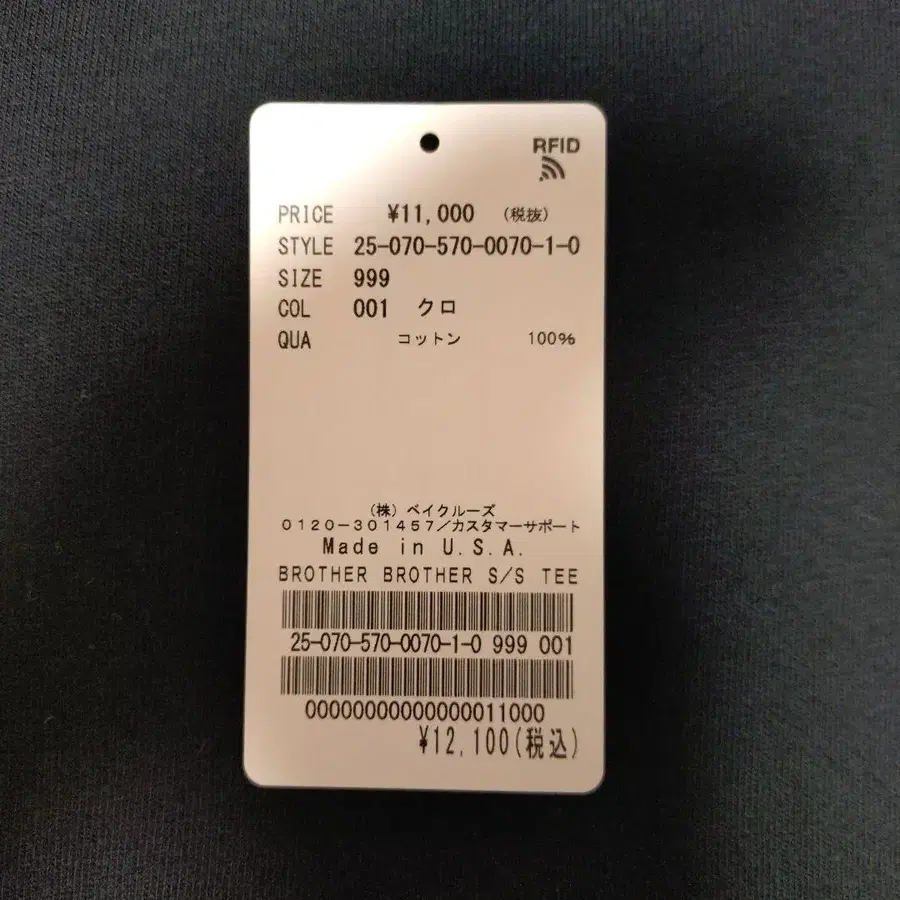 RFID
PRICE ¥11,000 (税抜)
STYLE 25-070-570-0070-1-0
SIZE 999
COL 001 クロ
QUA コットン 100%
(株) ベイクルーズ
0120-301457/カスタマーサポート
Made in U.S.A.
BROTHER BROTHER S/S TEE
25-070-570-0070-1-0 999 001
00000000000000011000
¥12,100(税込)